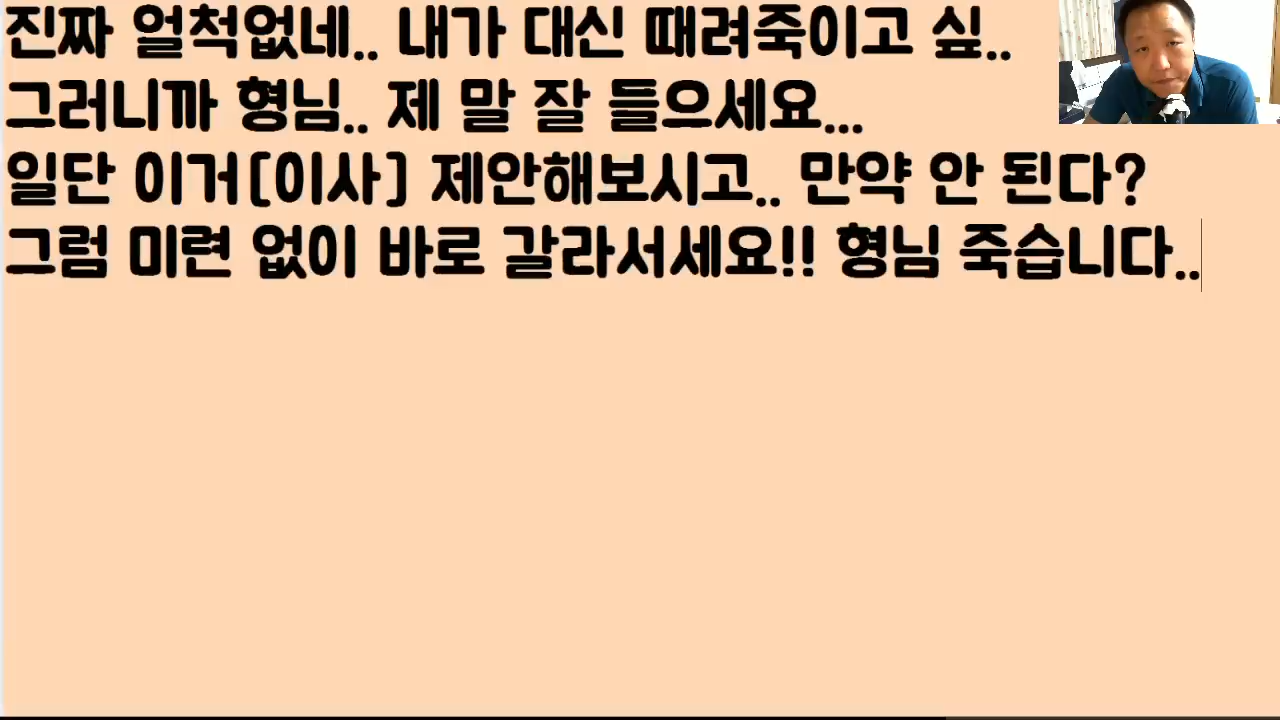 진짜 얼척없네.. 내가 대신 때려죽이고 싶..
그러니까 형님.. 제 말 잘 들으세요...
일단 이거[이사] 제안해보시고.. 만약 안 된다?
그럼 미련 없이 바로 갈라서세요!! 형님 죽습니다..